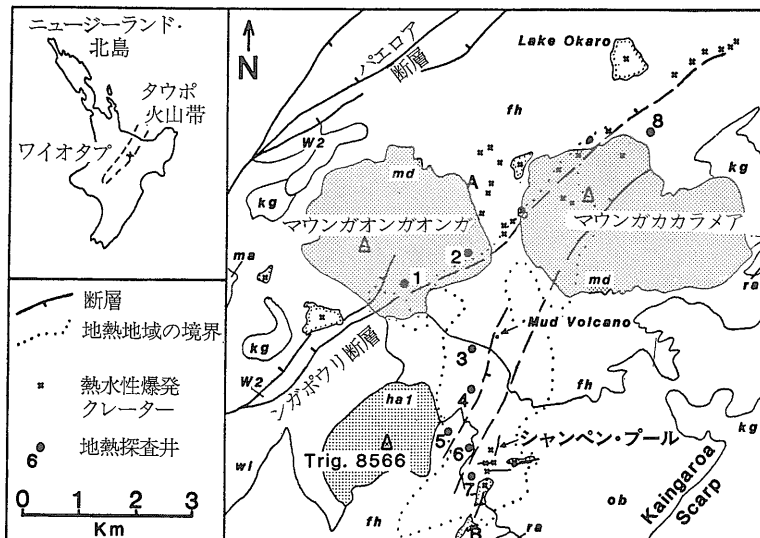 ニュージーランド・
北島
タウポ
火山帯
ワイオタプ
断層
地熱地域の境界
熱水性爆発
クレーター
6
地熱探査井
0 1 2 3
Km
N
パエロア
断層
Lake Okaro
fh
8
W2
kg
md
A
kg
マウンガオンガオンガ
マウンガカカラメア
ma
2
1
md
ra
kg
Mud Volcano
ンガポウリ断層
3
W2
4
fh
ha1
kg
5
シャンペン・プール
6
Trig. 8566
wi
7
Kaingaroa
Scarp
ob
fh
B
ra